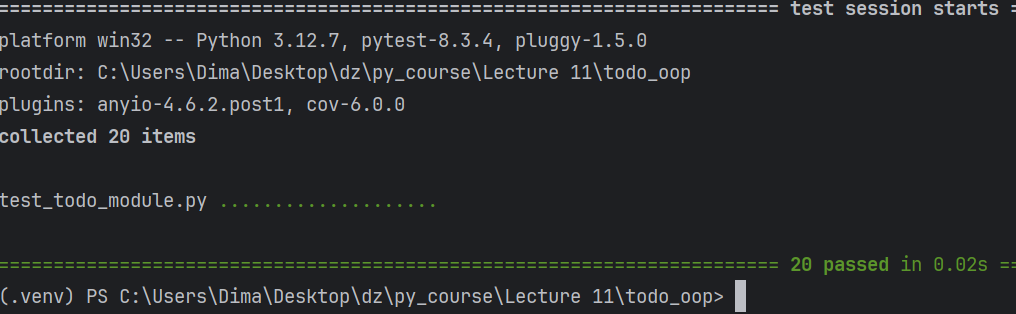 ======================================================================== test session starts =
platform win32 -- Python 3.12.7, pytest-8.3.4, pluggy-1.5.0
rootdir: C:\Users\Dima\Desktop\dz\py_course\Lecture 11\todo_oop
plugins: anyio-4.6.2.post1, cov-6.0.0
collected 20 items
test_todo_module.py ....................
======================================================================== 20 passed in 0.02s ==
(.venv) PS C:\Users\Dima\Desktop\dz\py_course\Lecture 11\todo_oop>